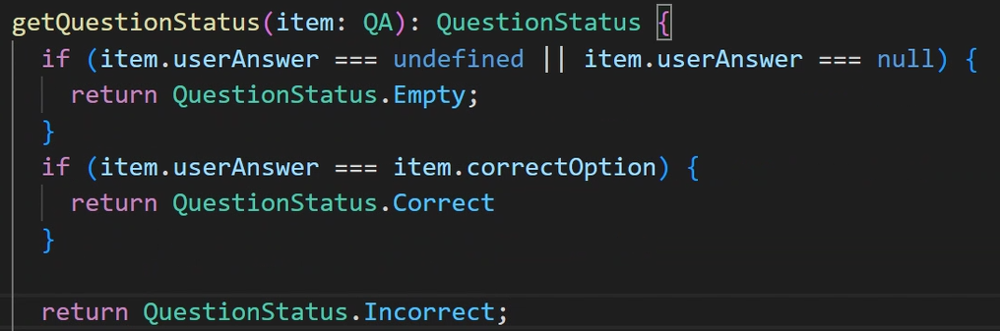 getQuestionStatus(item: QA): QuestionStatus {
if (item.userAnswer === undefined || item.userAnswer === null) {
return QuestionStatus.Empty;
}
if (item.userAnswer === item.correctOption) {
return QuestionStatus.Correct
}
return QuestionStatus.Incorrect;